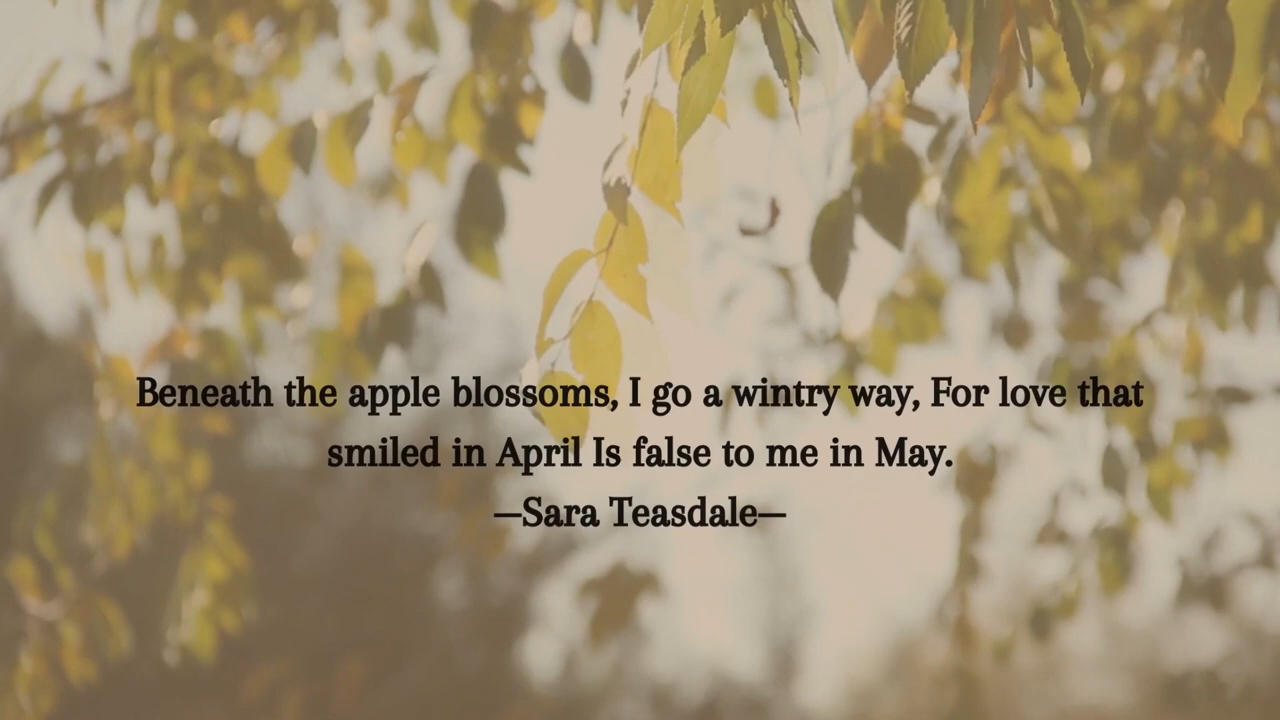 Beneath the apple blossoms, I go a wintry way, For love that
smiled in April Is false to me in May.
—Sara Teasdale—